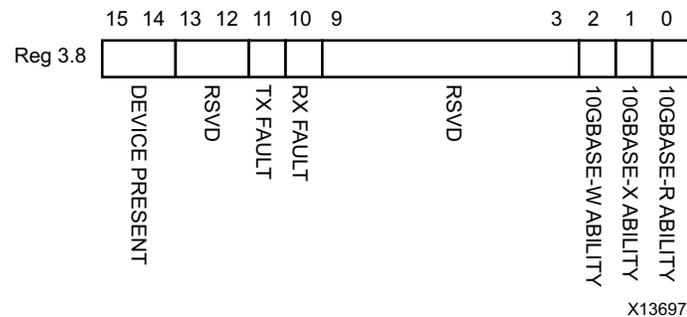 15 14 13 12 11 10 9 3 2 1 0
Reg 3.8
DEVICE PRESENT
RSVD
TX FAULT
RX FAULT
RSVD
10GBASE-W ABILITY
10GBASE-X ABILITY
10GBASE-R ABILITY
X13697